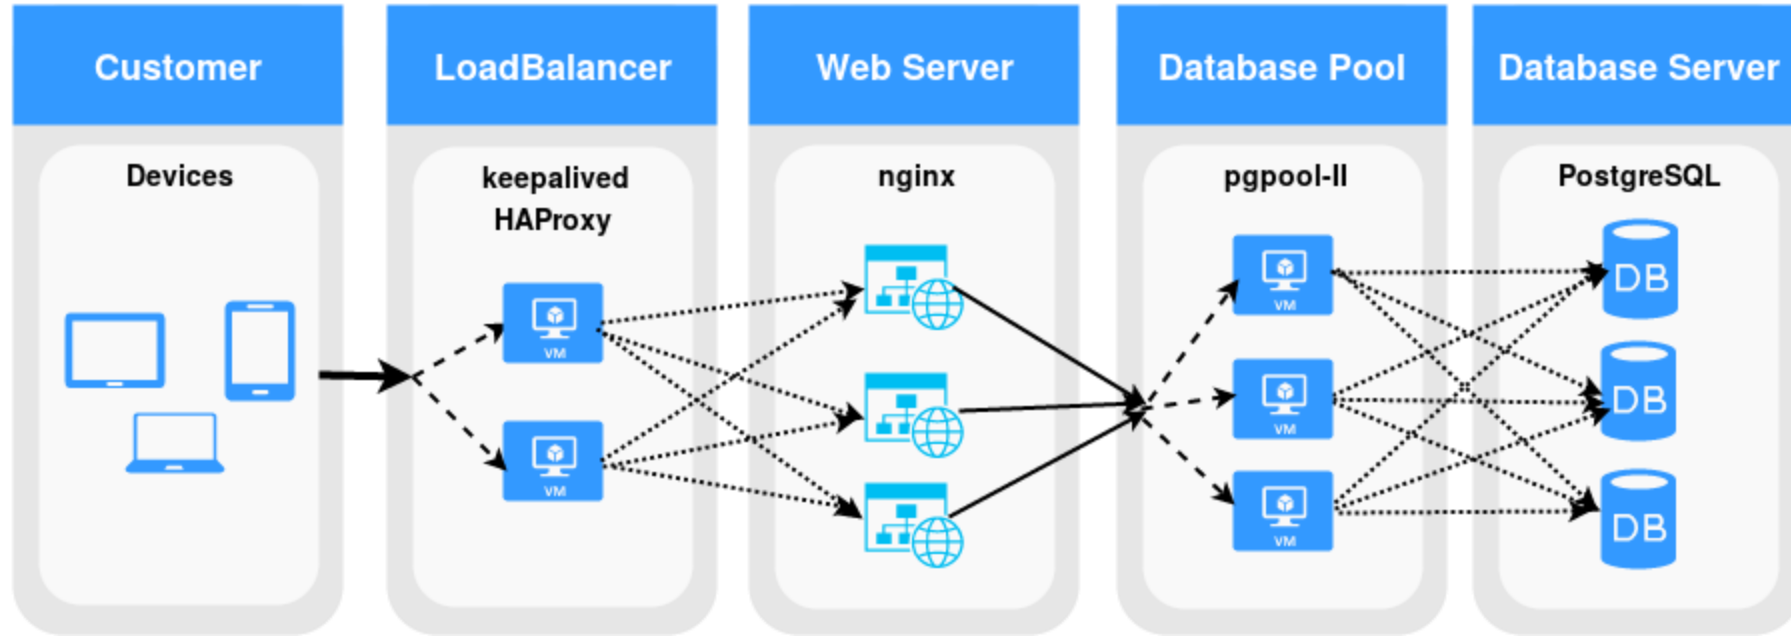 Customer
LoadBalancer
Web Server
Database Pool
Database Server
Devices
keepalived
HAProxy
nginx
pgpool-II
PostgreSQL
VM
VM
VM
VM
VM
DB
DB
DB